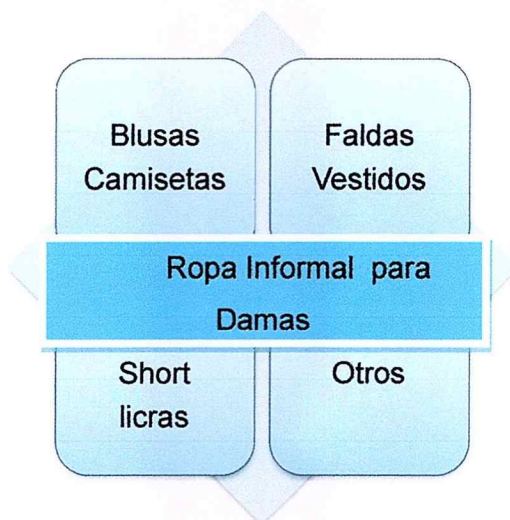 Blusas
Camisetas
Faldas
Vestidos
Ropa Informal para
Damas
Short
licras
Otros